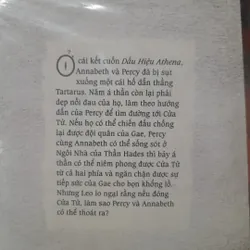 Ở cái kết cuốn Dấu Hiệu Athena,
Annabeth và Percy đã bị sụt
xuống một cái hố dẫn thẳng
Tartarus. Năm á thần còn lại phải
dẹp nỗi đau của họ, làm theo hướng
dẫn của Percy để tìm đường tới Cửa
Tử. Nếu họ có thể chiến đấu chống
lại được đội quân của Gae, Percy
cùng Annabeth có thể sống sót ở
Ngôi Nhà của Thần Hades thì bảy á
thần có thể niêm phong được Cửa Tử
từ cả hai phía và ngăn chặn được sự
tiếp sức của Gae cho bọn khổng lồ.
Nhưng Leo lo ngại rằng nếu đóng
Cửa Tử, làm sao Percy và Annabeth
có thể thoát ra?